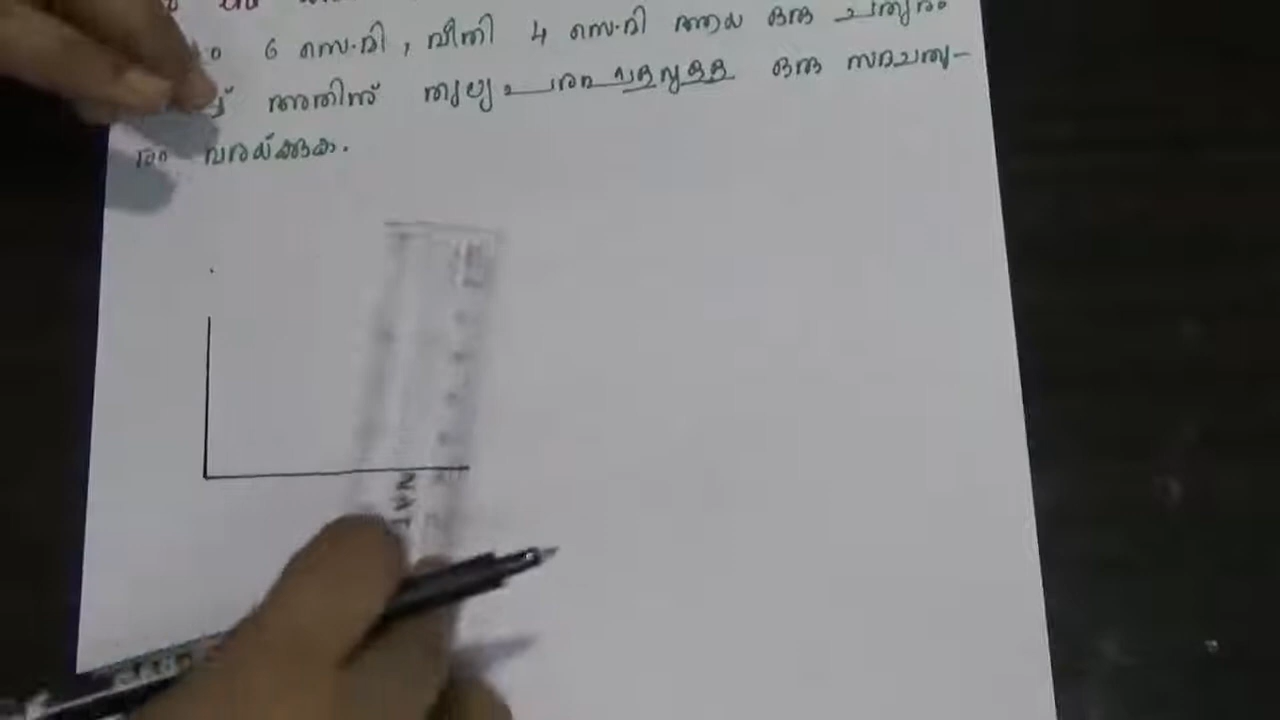 6 സെ.മി, വീതി 4 സെ.മി ആയ ഒരു ചതുരം
അതിന് തുല്യ പരപ്പളവുള്ള ഒരു സമചതു-
രം വരയ്ക്കുക.